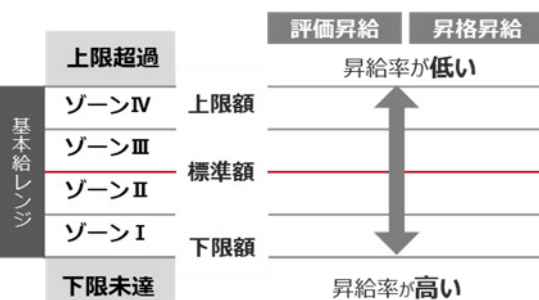 評価昇給 昇格昇給
上限超過 昇給率が低い
基本給レンジ
ゾーンⅣ 上限額
ゾーンⅢ
標準額
ゾーンⅡ
ゾーンⅠ
下限額
下限未達 昇給率が高い